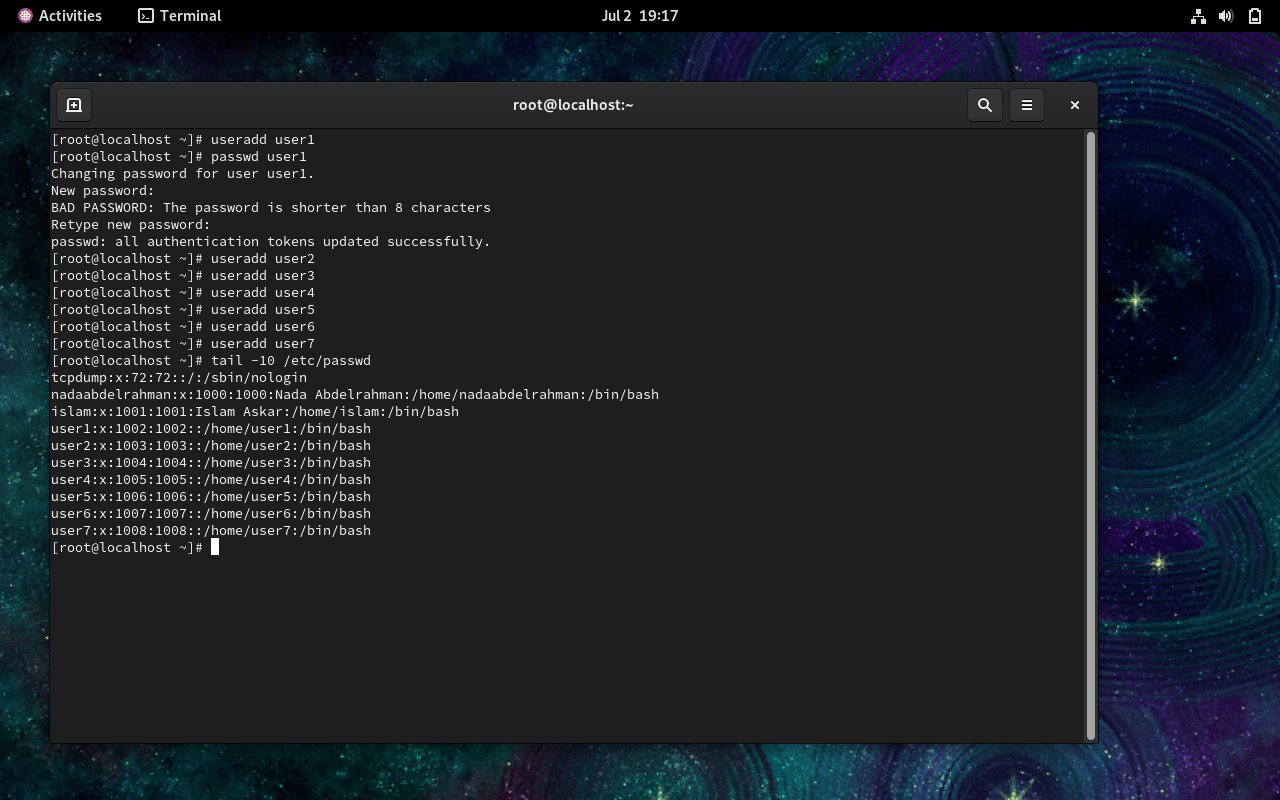 Activities
Terminal
Jul 2 19:17
root@localhost:~
[root@localhost ~]# useradd user1
[root@localhost ~]# passwd user1
Changing password for user user1.
New password:
BAD PASSWORD: The password is shorter than 8 characters
Retype new password:
passwd: all authentication tokens updated successfully.
[root@localhost ~]# useradd user2
[root@localhost ~]# useradd user3
[root@localhost ~]# useradd user4
[root@localhost ~]# useradd user5
[root@localhost ~]# useradd user6
[root@localhost ~]# useradd user7
[root@localhost ~]# tail -10 /etc/passwd
tcpdump:x:72:72::/:/sbin/nologin
nadaabdelrahman:x:1000:1000:Nada Abdelrahman:/home/nadaabdelrahman:/bin/bash
islam:x:1001:1001:Islam Askar:/home/islam:/bin/bash
user1:x:1002:1002::/home/user1:/bin/bash
user2:x:1003:1003::/home/user2:/bin/bash
user3:x:1004:1004::/home/user3:/bin/bash
user4:x:1005:1005::/home/user4:/bin/bash
user5:x:1006:1006::/home/user5:/bin/bash
user6:x:1007:1007::/home/user6:/bin/bash
user7:x:1008:1008::/home/user7:/bin/bash
[root@localhost ~]#